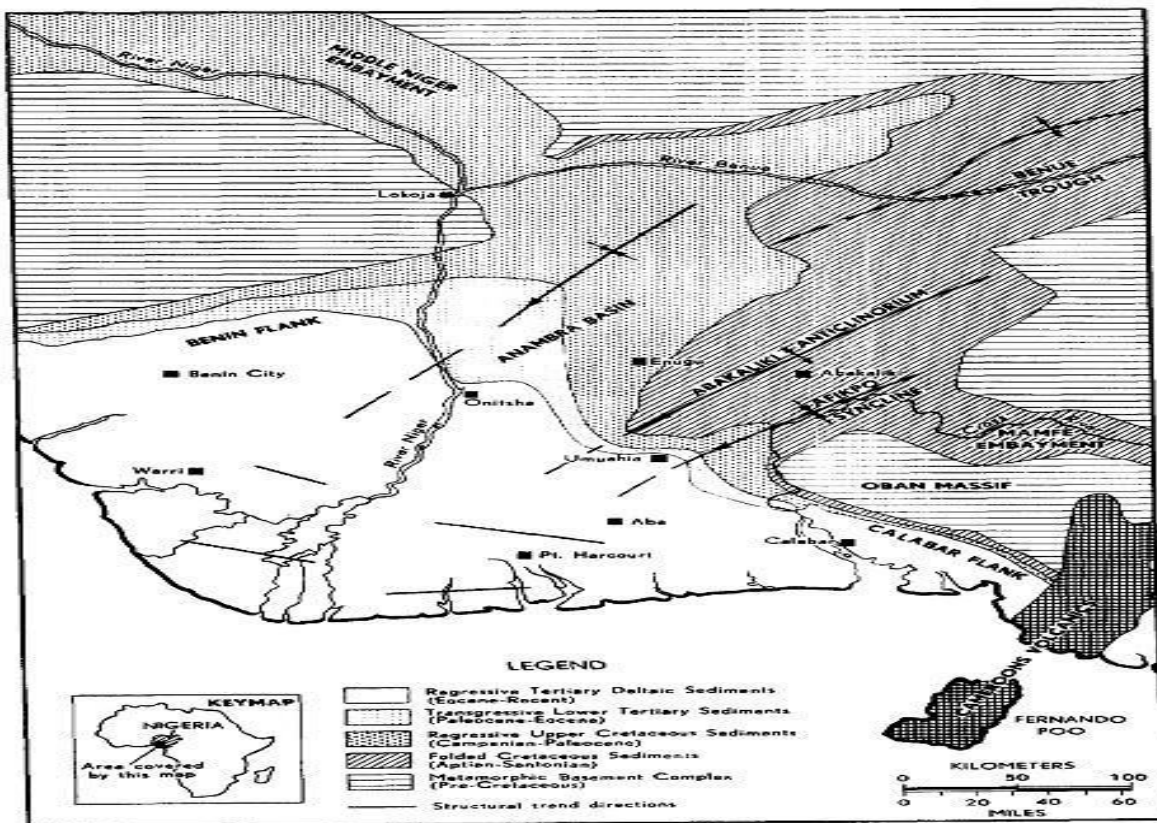 River Niger
MIDDLE NIGER
EMBAYMENT
River Benue
BENUE
TROUGH
Lokoja
BENIN FLANK
ANAMBRA BASIN
Enugu
ABAKALIKI ANTICLINORIUM
Abakaliki
Benin City
AFIKPO
SYNCLINE
Onitsha
Cross
MAMFE
EMBAYMENT
River Niger
Warri
Umuahia
OBAN MASSIF
Aba
Calabar
CALABAR FLANK
Pt. Harcourt
CAMEROONS VOLCANICS
FERNANDO
POO
LEGEND
Regressive Tertiary Deltaic Sediments
(Eocene-Recent)
Transgressive Lower Tertiary Sediments
(Paleocene-Eocene)
Regressive Upper Cretaceous Sediments
(Campanian-Paleocene)
Folded Cretaceous Sediments
(Aptian-Santonian)
Metamorphic Basement Complex
(Pre-Cretaceous)
Structural trend directions
KEYMAP
NIGERIA
Area covered
by this map
KILOMETERS
0 50 100
0 20 40 60
MILES